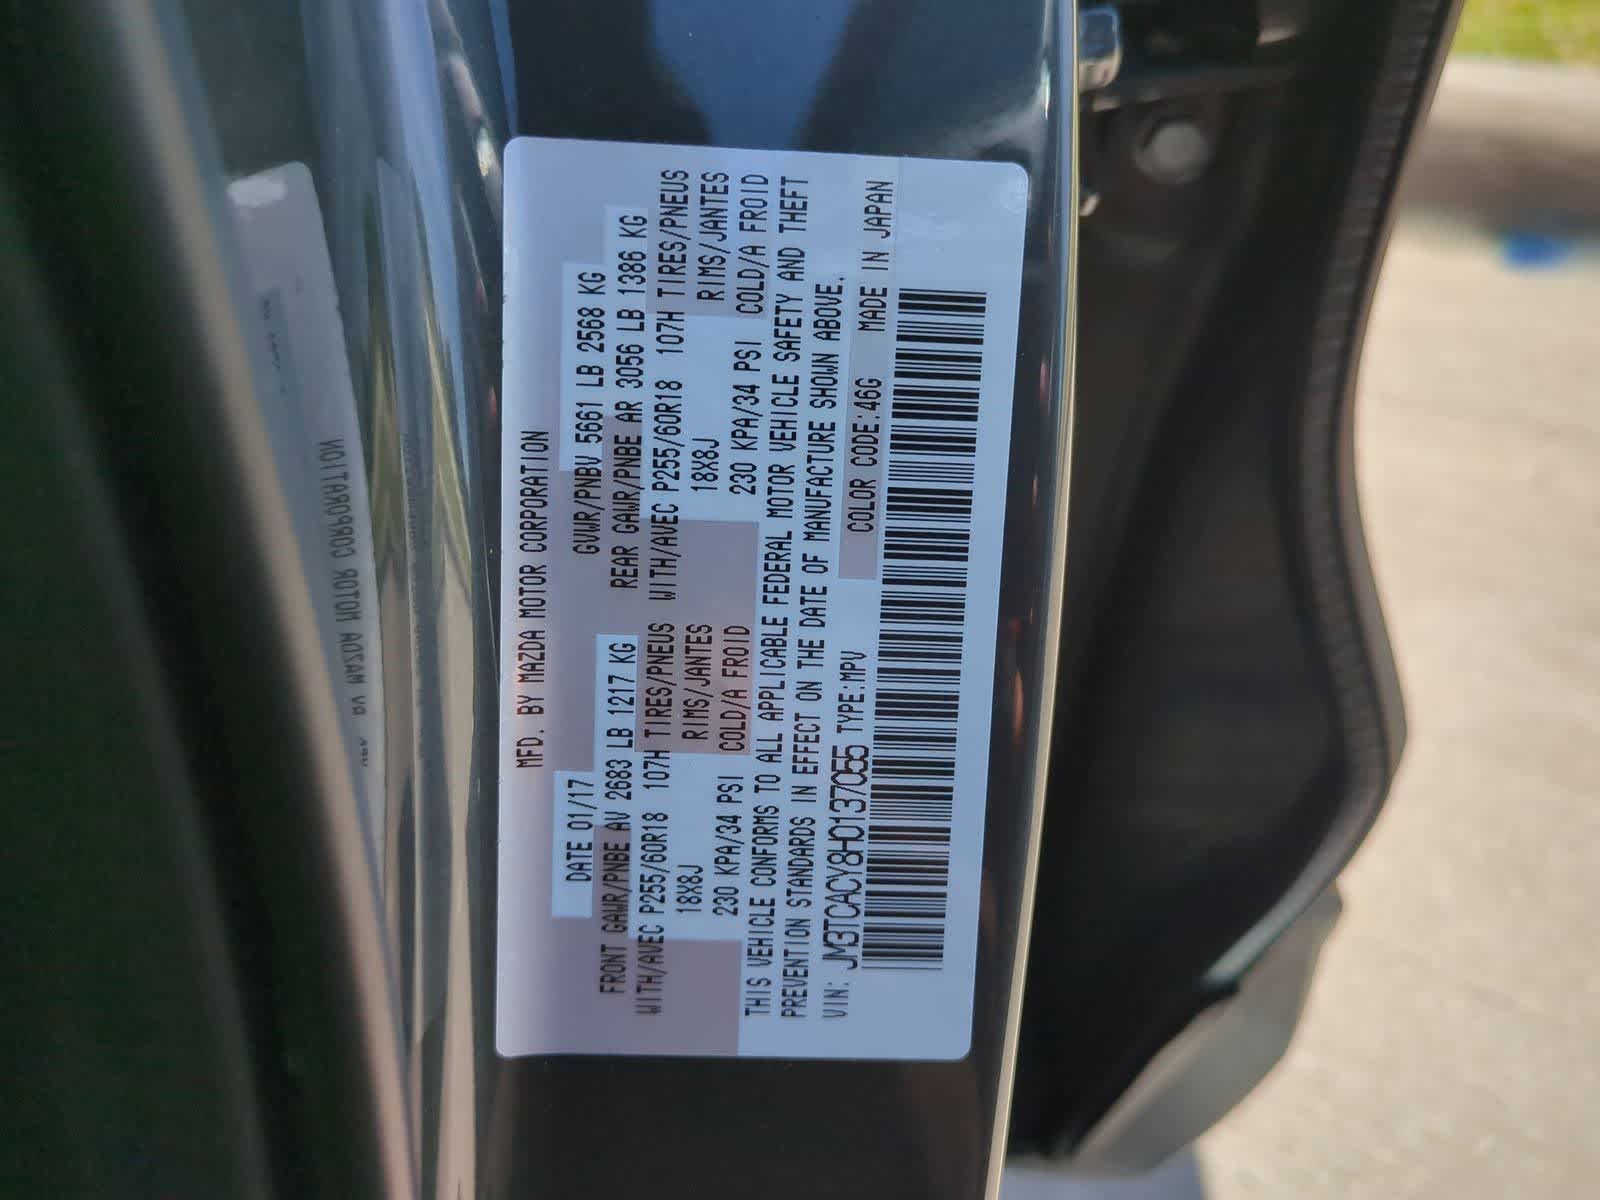 MFD. BY MAZDA MOTOR CORPORATION
DATE 01/17 GVWR/PNBV 5661 LB 2568 KG
FRONT GAWR/PNBE AV 2683 LB 1217 KG REAR GAWR/PNBE AR 3056 LB 1386 KG
WITH/AVEC P255/60R18 107H TIRES/PNEUS WITH/AVEC P255/60R18 107H TIRES/PNEUS
18X8J RIMS/JANTES 18X8J RIMS/JANTES
230 KPA/34 PSI COLD/A FROID 230 KPA/34 PSI COLD/A FROID
THIS VEHICLE CONFORMS TO ALL APPLICABLE FEDERAL MOTOR VEHICLE SAFETY AND THEFT
PREVENTION STANDARDS IN EFFECT ON THE DATE OF MANUFACTURE SHOWN ABOVE.
VIN: JM3TCACY8H0137055 TYPE:MPV COLOR CODE:46G MADE IN JAPAN